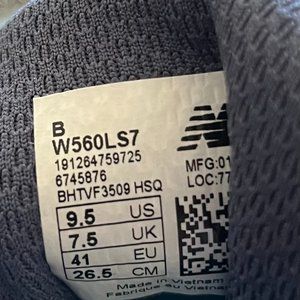 B
W560LS7
191264759725
6745876
BHTVF3509 HSQ
MFG:01
LOC:77
9.5 US
7.5 UK
41 EU
26.5 CM
Made in Vietnam
Fabriqué au Vietnam